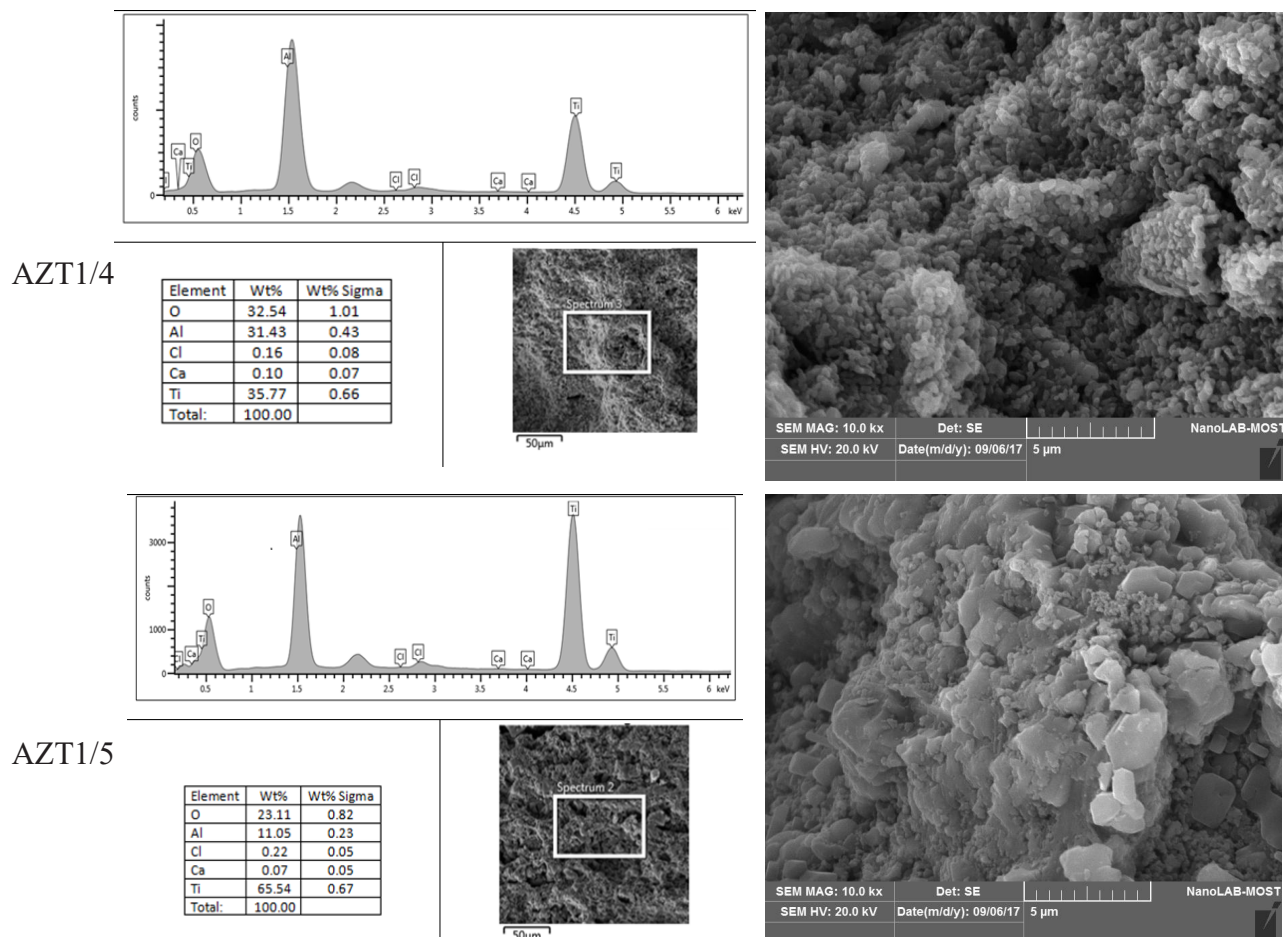 counts
Al
Ti
O
Ca
Ti
Ti
Cl
Cl
Ca
Ca
0
0.5 1 1.5 2 2.5 3 3.5 4 4.5 5 5.5 6 keV
AZT1/4
Element Wt% Wt% Sigma
O 32.54 1.01
Al 31.43 0.43
Cl 0.16 0.08
Ca 0.10 0.07
Ti 35.77 0.66
Total: 100.00
Spectrum 3
50µm
SEM MAG: 10.0 kx Det: SE NanoLAB-MOST
SEM HV: 20.0 kV Date(m/d/y): 09/06/17 5 µm
counts
3000
1000
0
Ti
Al
O
Ti
Ti
Cl
Ca
Cl
Cl
Ca
Ca
0.5 1 1.5 2 2.5 3 3.5 4 4.5 5 5.5 6 keV
AZT1/5
Element Wt% Wt% Sigma
O 23.11 0.82
Al 11.05 0.23
Cl 0.22 0.05
Ca 0.07 0.05
Ti 65.54 0.67
Total: 100.00
Spectrum 2
50µm
SEM MAG: 10.0 kx Det: SE NanoLAB-MOST
SEM HV: 20.0 kV Date(m/d/y): 09/06/17 5 µm